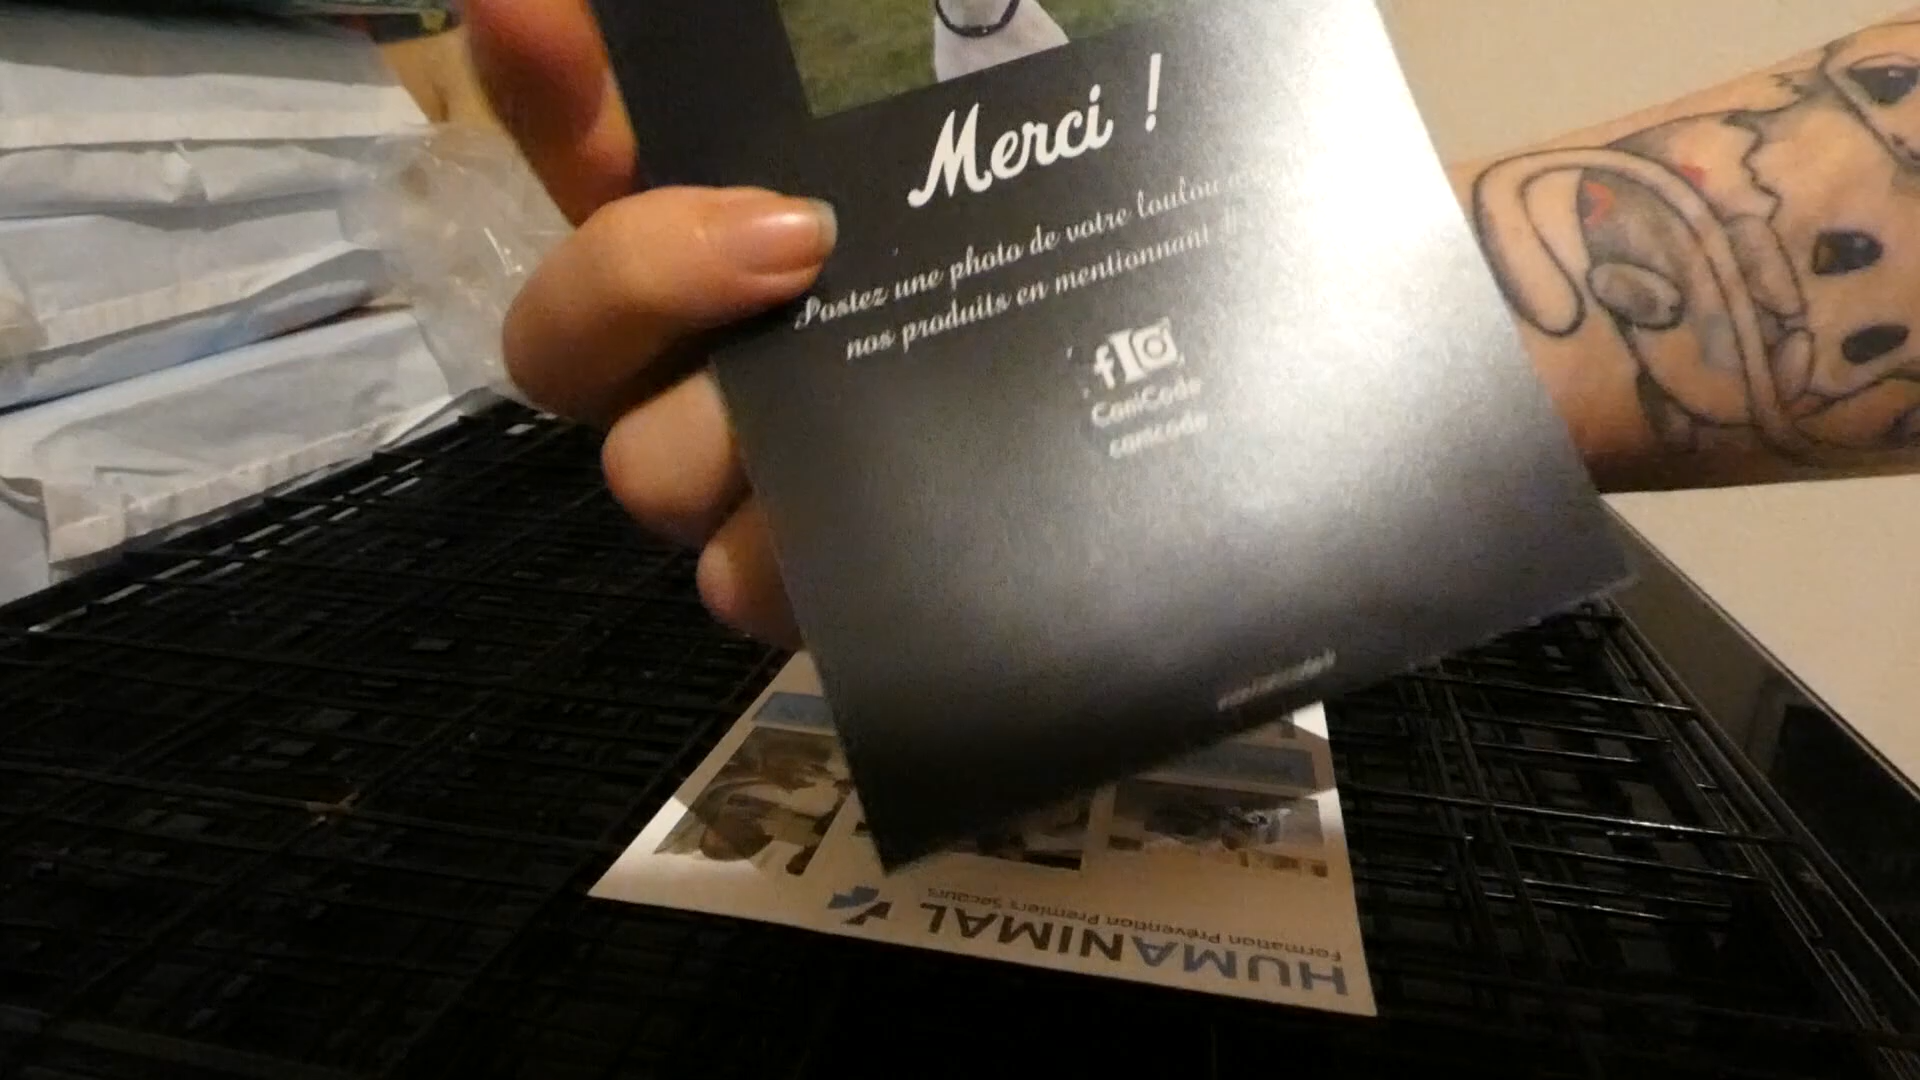 Merci !
Postez une photo de votre loulou
nos produits en mentionnant
CaniCode
canicode
HUMANIMAL
Formation Prévention Premiers Secours